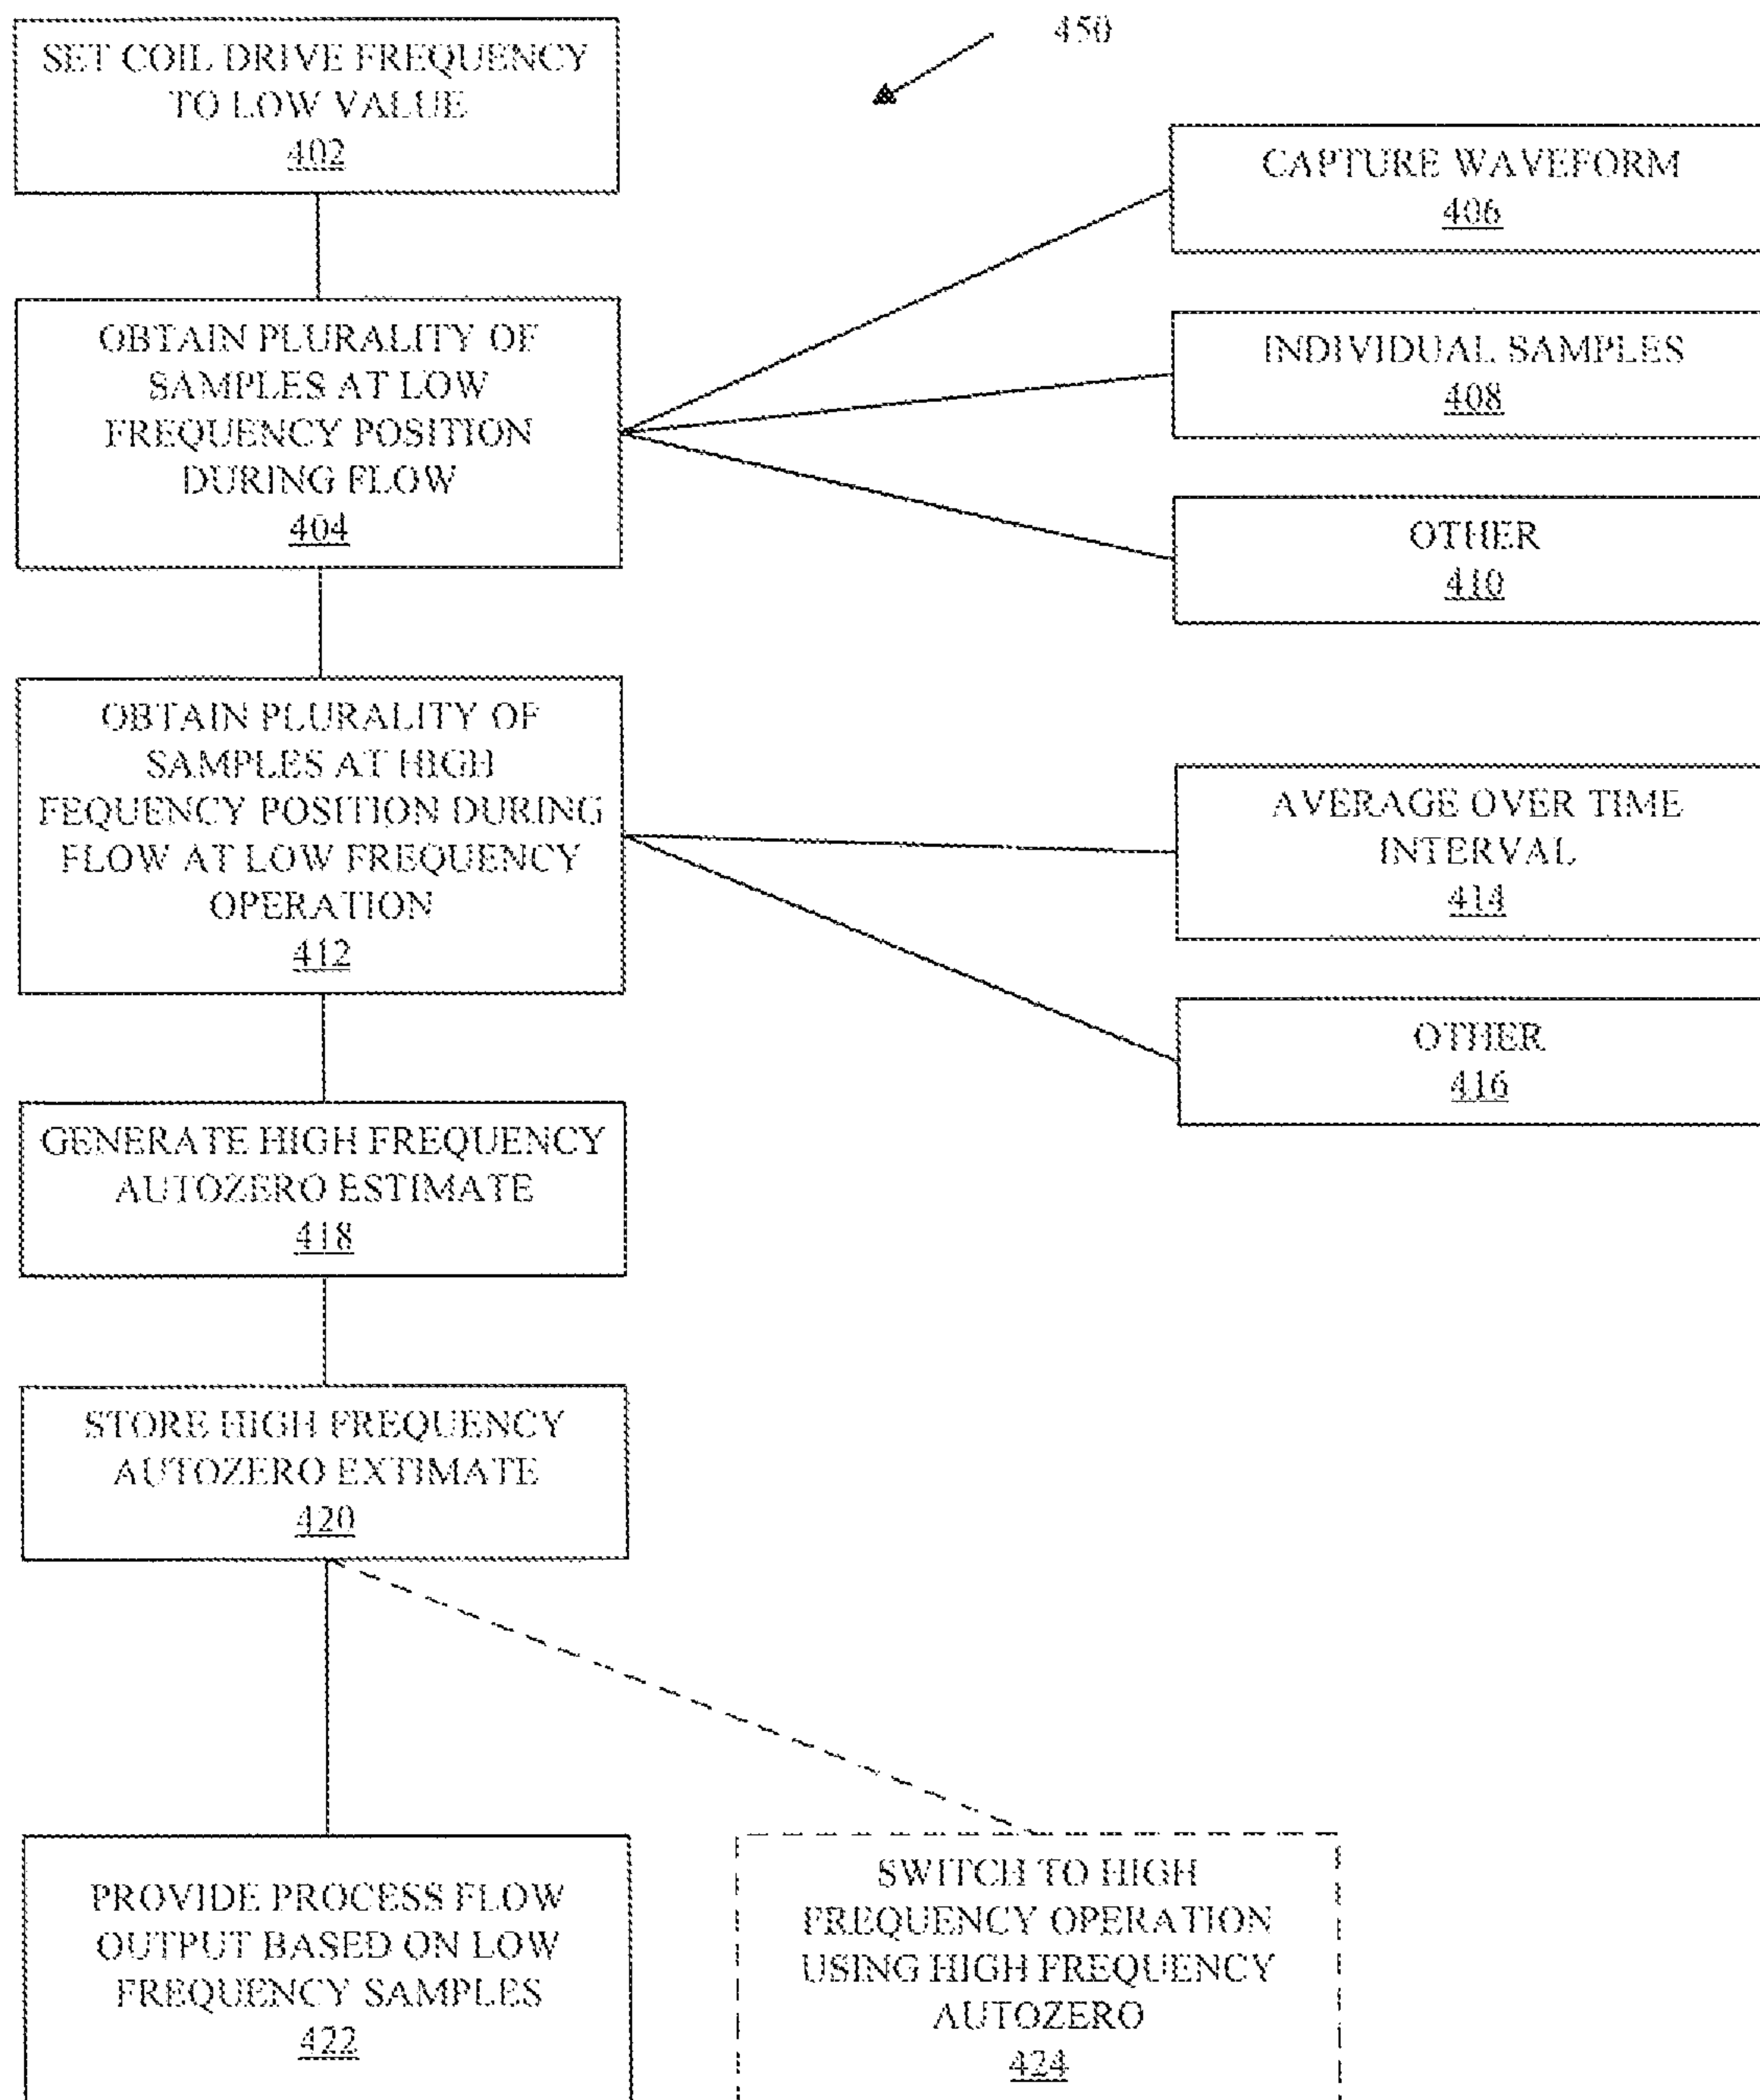 450
SET COIL DRIVE FREQUENCY
TO LOW VALUE
402
CAPTURE WAVEFORM
406
OBTAIN PLURALITY OF
SAMPLES AT LOW
FREQUENCY POSITION
DURING FLOW
404
INDIVIDUAL SAMPLES
408
OTHER
410
OBTAIN PLURALITY OF
SAMPLES AT HIGH
FEQUENCY POSITION DURING
FLOW AT LOW FREQUENCY
OPERATION
412
AVERAGE OVER TIME
INTERVAL
414
OTHER
416
GENERATE HIGH FREQUENCY
AUTOZERO ESTIMATE
418
STORE HIGH FREQUENCY
AUTOZERO EXTIMATE
420
PROVIDE PROCESS FLOW
OUTPUT BASED ON LOW
FREQUENCY SAMPLES
422
SWITCH TO HIGH
FREQUENCY OPERATION
USING HIGH FREQUENCY
AUTOZERO
424